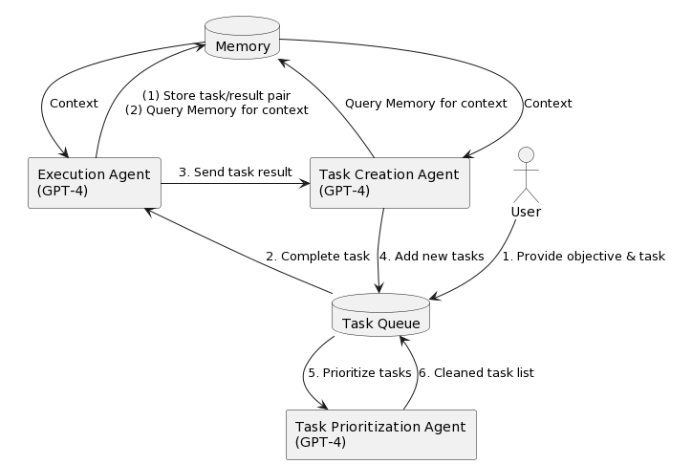 Memory
Context
(1) Store task/result pair
(2) Query Memory for context
Query Memory for context
Context
Execution Agent
(GPT-4)
3. Send task result
Task Creation Agent
(GPT-4)
User
2. Complete task
4. Add new tasks
1. Provide objective & task
Task Queue
5. Prioritize tasks
6. Cleaned task list
Task Prioritization Agent
(GPT-4)